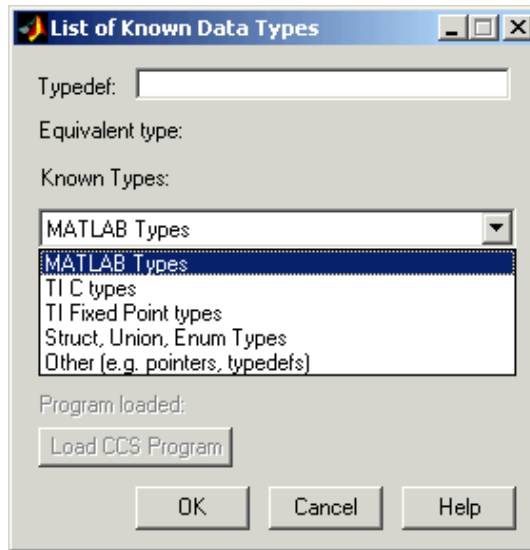 List of Known Data Types
Typedef:
Equivalent type:
Known Types:
MATLAB Types
MATLAB Types
TI C types
TI Fixed Point types
Struct, Union, Enum Types
Other (e.g. pointers, typedefs)
Program loaded:
Load CCS Program
OK Cancel Help